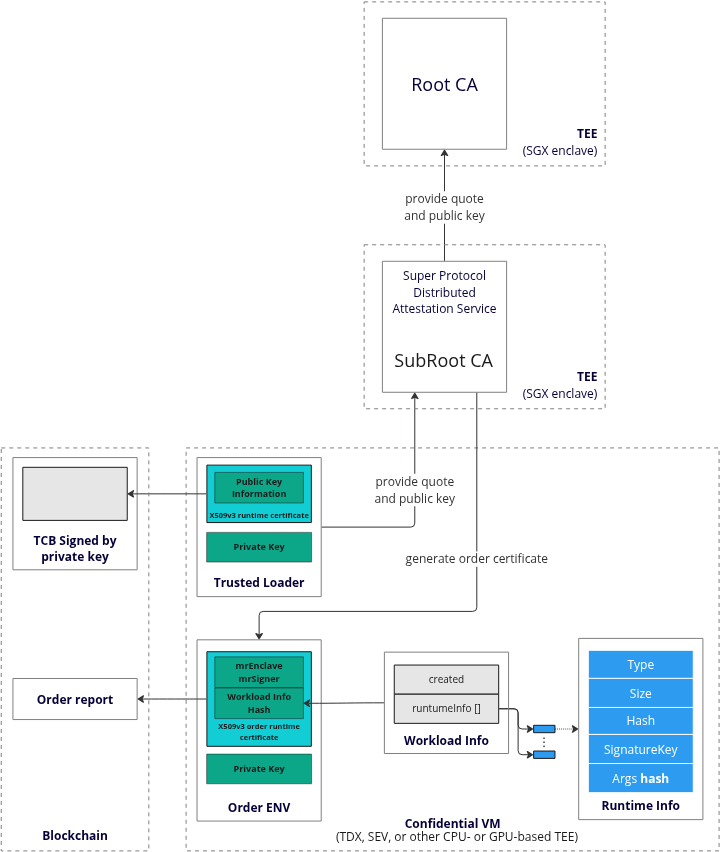 Root CA
TEE
(SGX enclave)
provide quote
and public key
Super Protocol
Distributed
Attestation Service
SubRoot CA
TEE
(SGX enclave)
TCB Signed by
private key
Public Key
Information
X509v3 runtime certificate
Private Key
Trusted Loader
provide quote
and public key
generate order certificate
Order report
Blockchain
mrEnclave
mrSigner
Workload Info
Hash
X509v3 order runtime
certificate
Private Key
Order ENV
created
runtumeInfo []
Workload Info
Type
Size
Hash
SignatureKey
Args hash
Runtime Info
Confidential VM
(TDX, SEV, or other CPU- or GPU-based TEE)